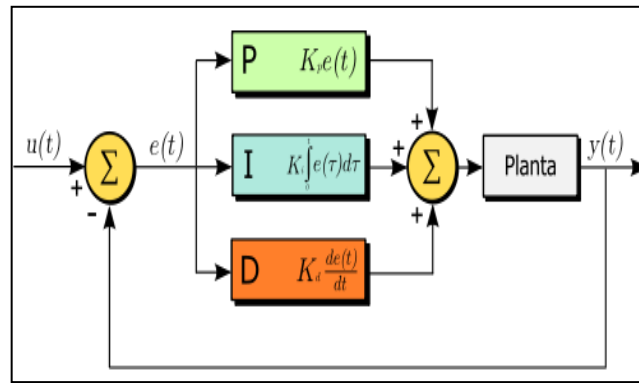 P K_p e(t)
u(t) e(t)
+ Σ -
I K_i ∫_0^t e(τ)dτ
+ + Σ +
Planta y(t)
D K_d de(t)/dt